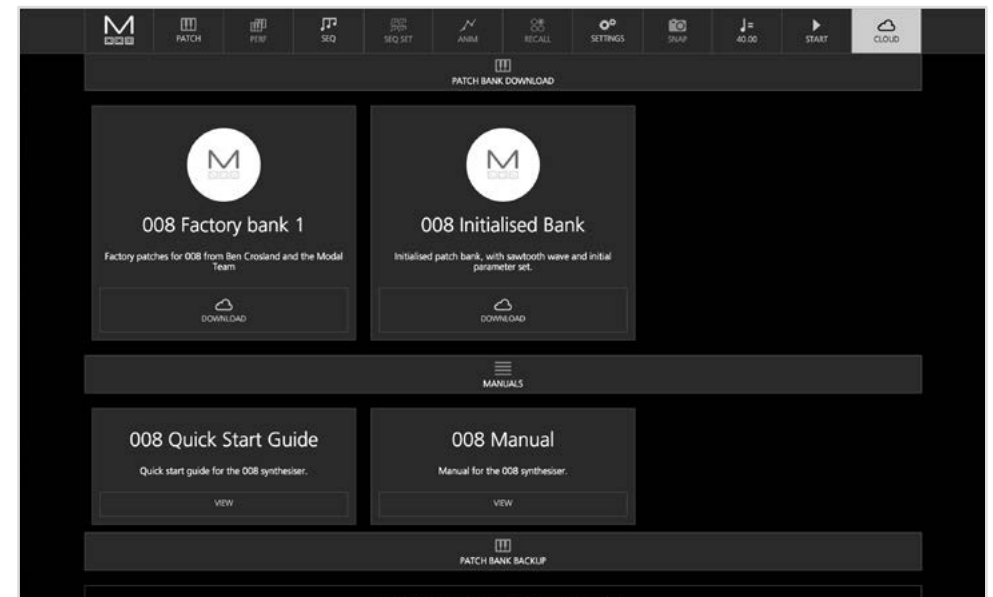 M
PATCH
PERF
SEQ
SEQ SET
ANIM
RECALL
SETTINGS
SNAP
=
40.00
START
CLOUD
PATCH BANK DOWNLOAD
M
008 Factory bank 1
Factory patches for 008 from Ben Crosland and the Modal
Team
DOWNLOAD
M
008 Initialised Bank
Initialised patch bank, with sawtooth wave and initial
parameter set.
DOWNLOAD
MANUALS
008 Quick Start Guide
Quick start guide for the 008 synthesiser.
VIEW
008 Manual
Manual for the 008 synthesiser.
VIEW
PATCH BANK BACKUP